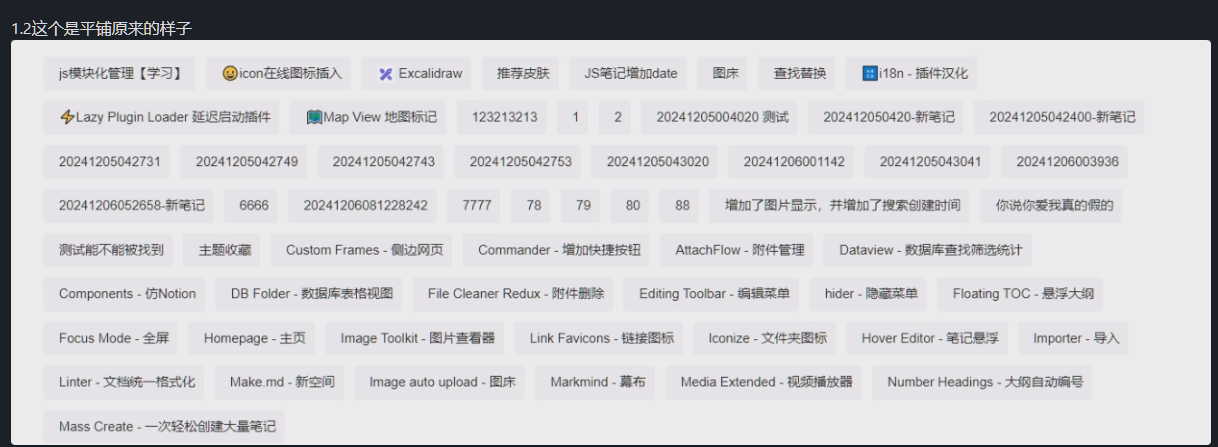 1.2这个是平铺原来的样子
js模块化管理【学习】 😃icon在线图标插入 Excalidraw 推荐皮肤 JS笔记增加date 图床 查找替换 i18n - 插件汉化
⚡Lazy Plugin Loader 延迟启动插件 🗺️Map View 地图标记 123213213 1 2 20241205004020 测试 202412050420-新笔记 20241205042400-新笔记
20241205042731 20241205042749 20241205042743 20241205042753 20241205043020 20241206001142 20241205043041 20241206003936
20241206052658-新笔记 6666 20241206081228242 7777 78 79 80 88 增加了图片显示，并增加了搜索创建时间 你说你爱我真的假的
测试能不能被找到 主题收藏 Custom Frames - 侧边网页 Commander - 增加快捷按钮 AttachFlow - 附件管理 Dataview - 数据库查找筛选统计
Components - 仿Notion DB Folder - 数据库表格视图 File Cleaner Redux - 附件删除 Editing Toolbar - 编辑菜单 hider - 隐藏菜单 Floating TOC - 悬浮大纲
Focus Mode - 全屏 Homepage - 主页 Image Toolkit - 图片查看器 Link Favicons - 链接图标 Iconize - 文件夹图标 Hover Editor - 笔记悬浮 Importer - 导入
Linter - 文档统一格式化 Make.md - 新空间 Image auto upload - 图床 Markmind - 幕布 Media Extended - 视频播放器 Number Headings - 大纲自动编号
Mass Create - 一次轻松创建大量笔记